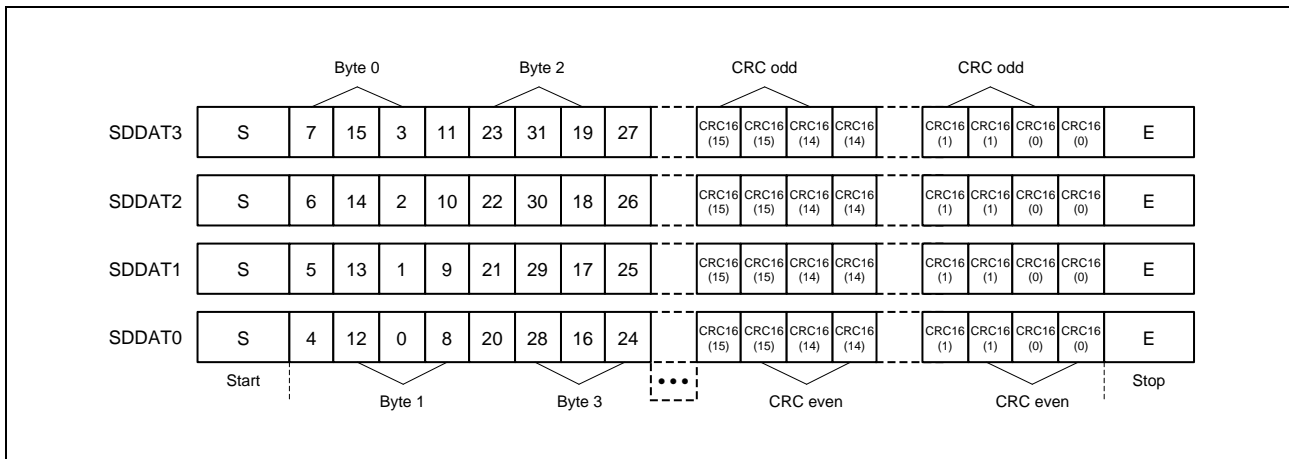 Byte 0 Byte 2 CRC odd CRC odd
SDDAT3 S 7 15 3 11 23 31 19 27 CRC16 (15) CRC16 (15) CRC16 (14) CRC16 (14) CRC16 (1) CRC16 (1) CRC16 (0) CRC16 (0) E
SDDAT2 S 6 14 2 10 22 30 18 26 CRC16 (15) CRC16 (15) CRC16 (14) CRC16 (14) CRC16 (1) CRC16 (1) CRC16 (0) CRC16 (0) E
SDDAT1 S 5 13 1 9 21 29 17 25 CRC16 (15) CRC16 (15) CRC16 (14) CRC16 (14) CRC16 (1) CRC16 (1) CRC16 (0) CRC16 (0) E
SDDAT0 S 4 12 0 8 20 28 16 24 CRC16 (15) CRC16 (15) CRC16 (14) CRC16 (14) CRC16 (1) CRC16 (1) CRC16 (0) CRC16 (0) E
Start ••• Stop
Byte 1 Byte 3 CRC even CRC even